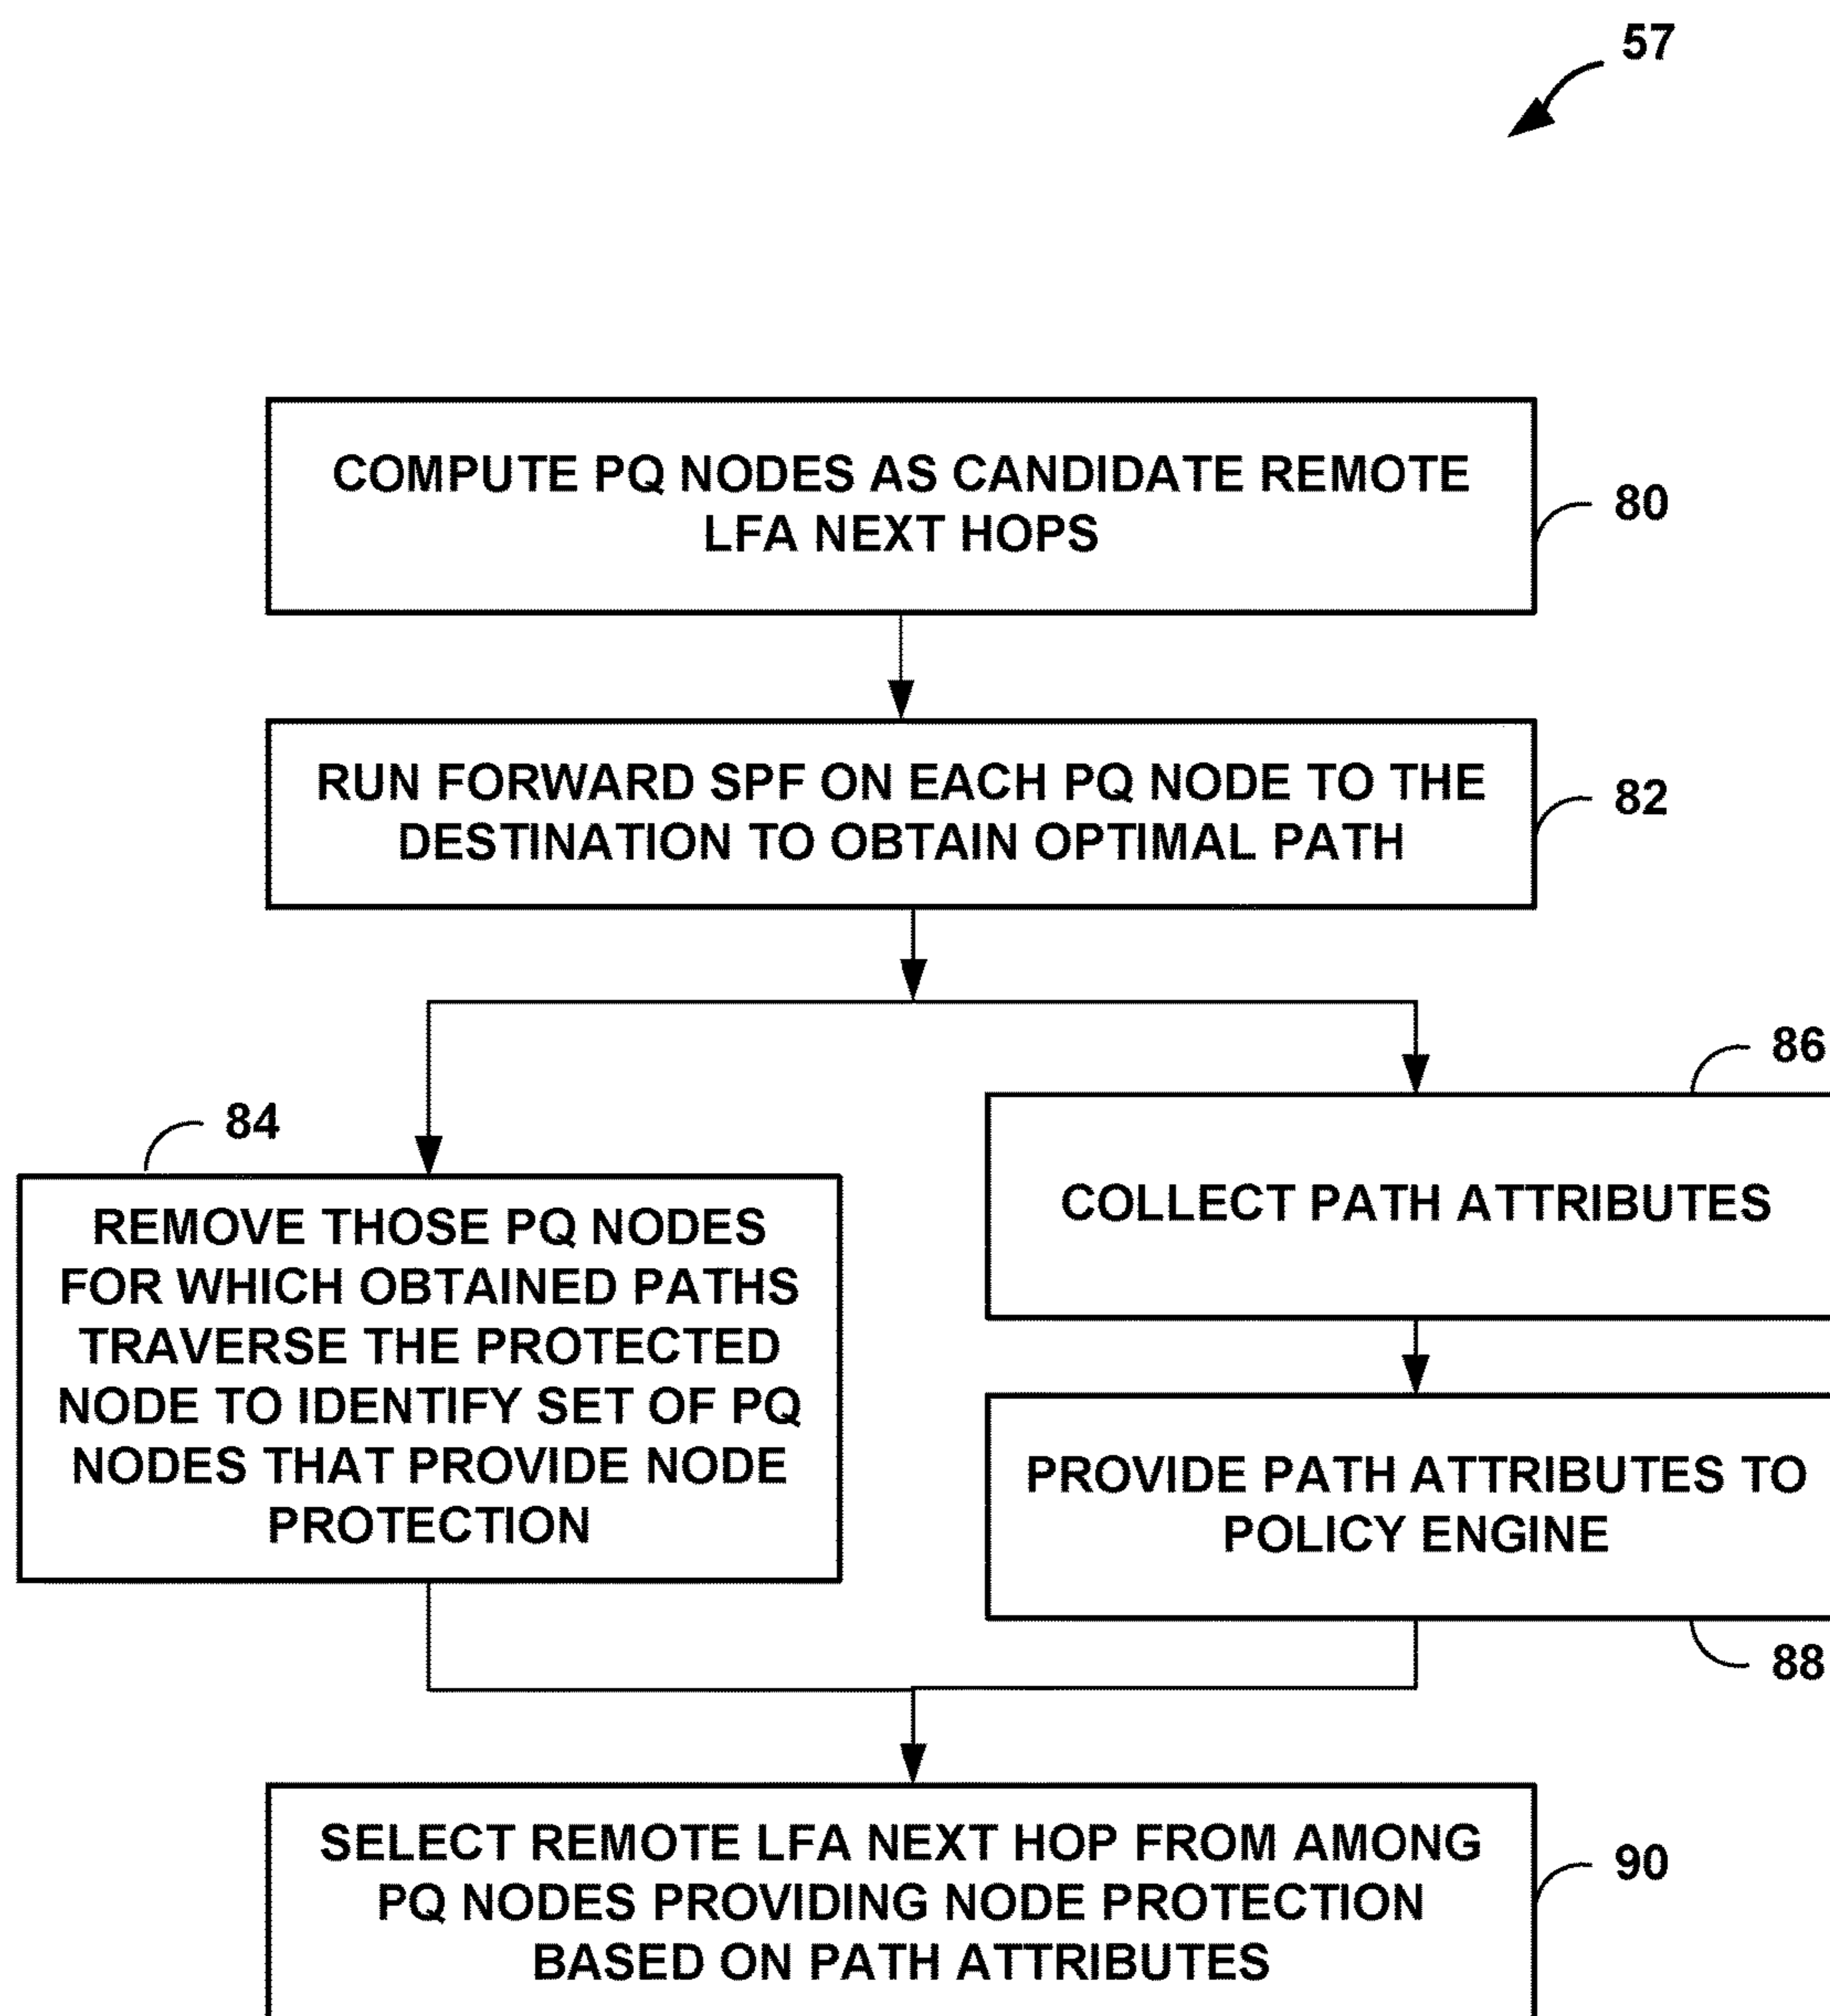 57
COMPUTE PQ NODES AS CANDIDATE REMOTE
LFA NEXT HOPS
80
RUN FORWARD SPF ON EACH PQ NODE TO THE
DESTINATION TO OBTAIN OPTIMAL PATH
82
84
REMOVE THOSE PQ NODES
FOR WHICH OBTAINED PATHS
TRAVERSE THE PROTECTED
NODE TO IDENTIFY SET OF PQ
NODES THAT PROVIDE NODE
PROTECTION
86
COLLECT PATH ATTRIBUTES
PROVIDE PATH ATTRIBUTES TO
POLICY ENGINE
88
SELECT REMOTE LFA NEXT HOP FROM AMONG
PQ NODES PROVIDING NODE PROTECTION
BASED ON PATH ATTRIBUTES
90